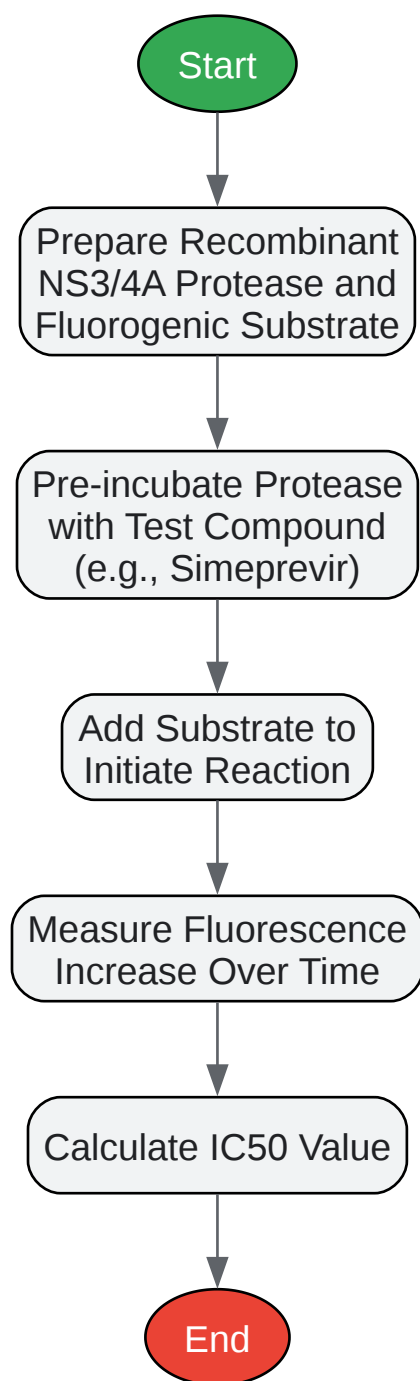 Start
Prepare Recombinant
NS3/4A Protease and
Fluorogenic Substrate
Pre-incubate Protease
with Test Compound
(e.g., Simeprevir)
Add Substrate to
Initiate Reaction
Measure Fluorescence
Increase Over Time
Calculate IC50 Value
End